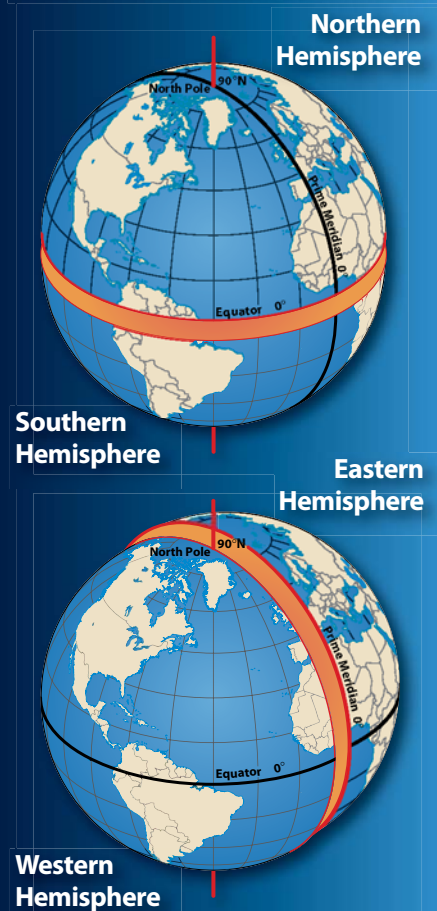 Northern
Hemisphere
North Pole 90°N
Prime Meridian 0°
Equator 0°
Southern
Hemisphere
Eastern
Hemisphere
North Pole 90°N
Prime Meridian 0°
Equator 0°
Western
Hemisphere